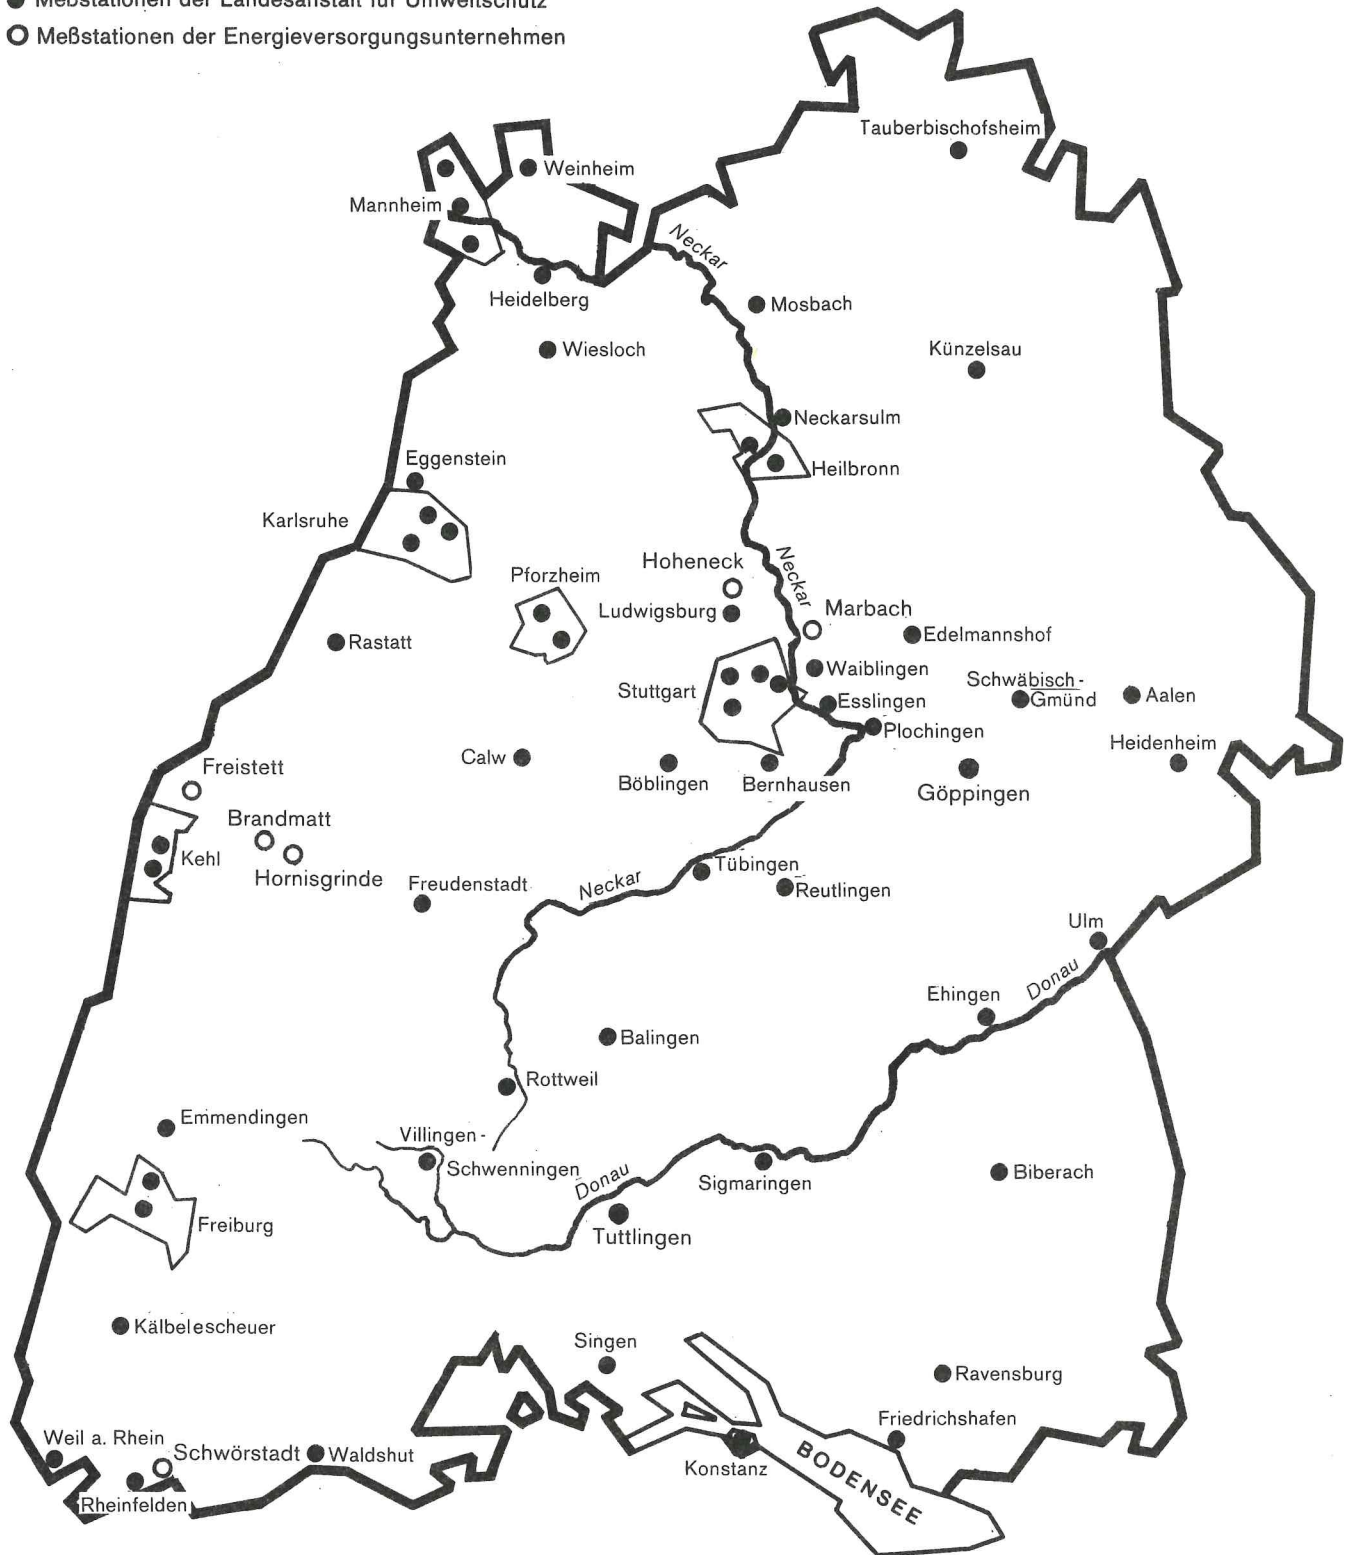 Meßstationen der Landesanstalt für Umweltschutz
Meßstationen der Energieversorgungsunternehmen
Tauberbischofsheim
Weinheim
Mannheim
Neckar
Heidelberg
Mosbach
Wiesloch
Künzelsau
Neckarsulm
Eggenstein
Heilbronn
Karlsruhe
Hoheneck
Neckar
Pforzheim
Ludwigsburg
Marbach
Edelmannshof
Rastatt
Waiblingen
Schwäbisch-
Gmünd
Stuttgart
Esslingen
Aalen
Plochingen
Heidenheim
Calw
Freistett
Böblingen
Bernhausen
Göppingen
Brandmatt
Kehl
Hornisgrinde
Freudenstadt
Neckar
Tübingen
Reutlingen
Ulm
Donau
Ehingen
Balingen
Rottweil
Emmendingen
Villingen-
Schwenningen
Donau
Sigmaringen
Biberach
Freiburg
Tuttlingen
Kälbelescheuer
Singen
Ravensburg
Friedrichshafen
Weil a. Rhein
Schwörstadt
Waldshut
Konstanz
BODENSEE
Rheinfelden